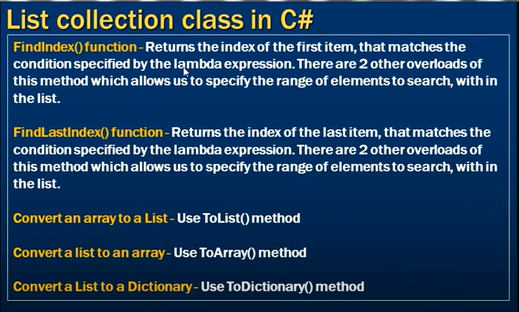 List collection class in C#
FindIndex() function - Returns the index of the first item, that matches the
condition specified by the lambda expression. There are 2 other overloads of
this method which allows us to specify the range of elements to search, with in
the list.
FindLastIndex() function - Returns the index of the last item, that matches the
condition specified by the lambda expression. There are 2 other overloads of
this method which allows us to specify the range of elements to search, with in
the list.
Convert an array to a List - Use ToList() method
Convert a list to an array - Use ToArray() method
Convert a List to a Dictionary - Use ToDictionary() method